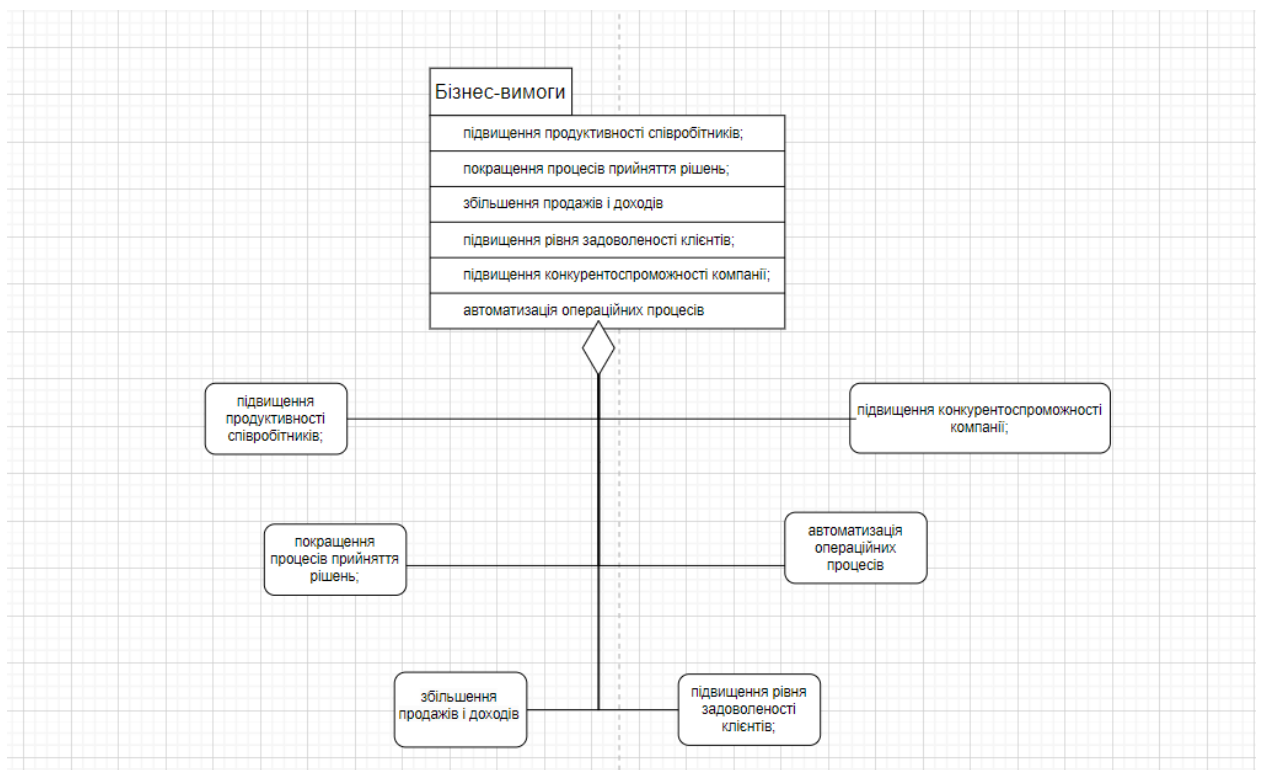 Бізнес-вимоги
підвищення продуктивності співробітників;
покращення процесів прийняття рішень;
збільшення продажів і доходів
підвищення рівня задоволеності клієнтів;
підвищення конкурентоспроможності компанії;
автоматизація операційних процесів
підвищення
продуктивності
співробітників;
підвищення конкурентоспроможності
компанії;
покращення
процесів прийняття
рішень;
автоматизація
операційних
процесів
збільшення
продажів і доходів
підвищення рівня
задоволеності
клієнтів;